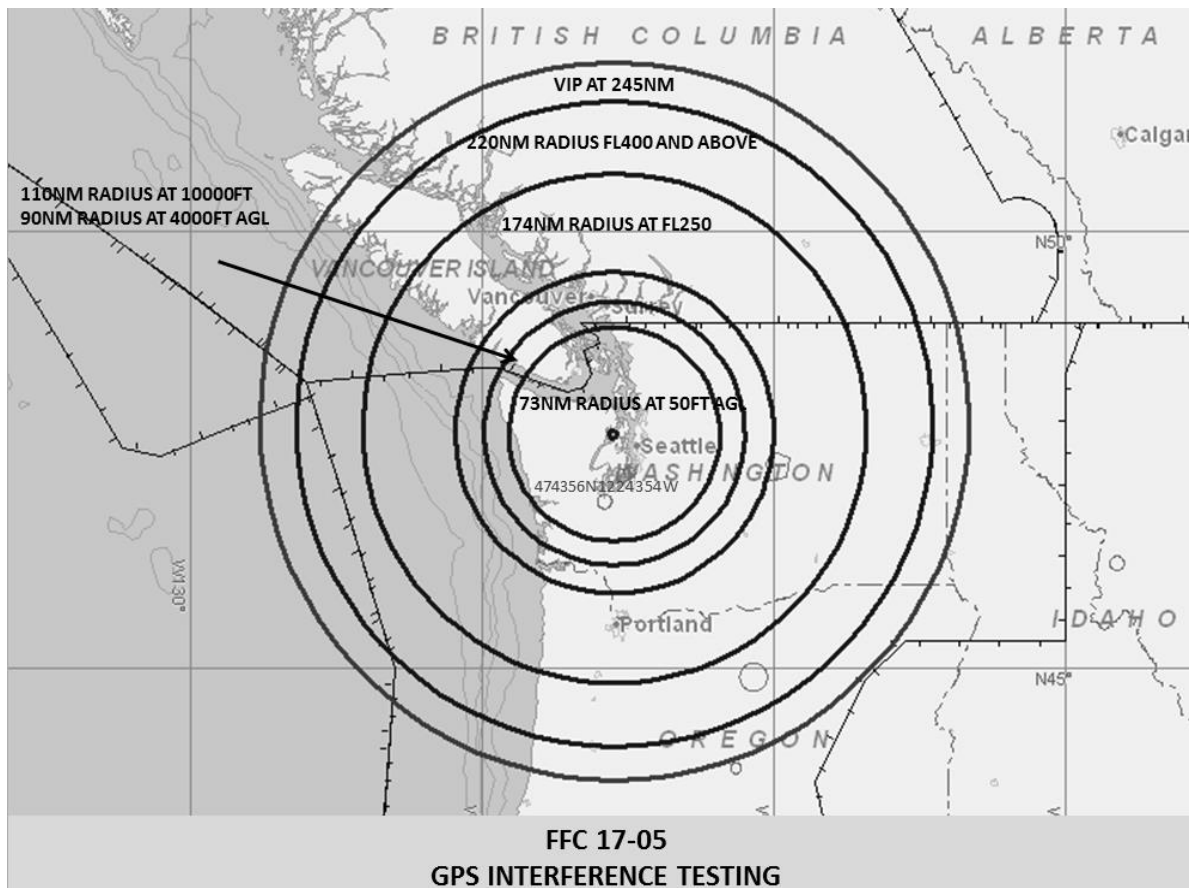 BRITISH COLUMBIA
ALBERTA
VIP AT 245NM
Calgar
220NM RADIUS FL400 AND ABOVE
110NM RADIUS AT 10000FT
90NM RADIUS AT 4000FT AGL
174NM RADIUS AT FL250
N50°
VANCOUVER ISLAND
Vancouver
Surrey
73NM RADIUS AT 50FT AGL
Seattle
WASHINGTON
474356N1224354W
W130°
IDAHO
Portland
N45°
OREGON
FFC 17-05
GPS INTERFERENCE TESTING